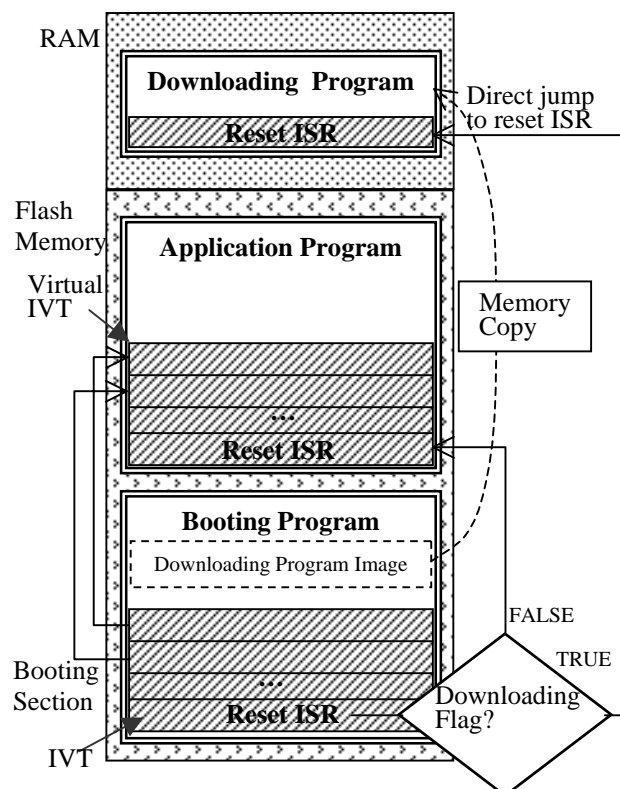 RAM
Downloading Program
Reset ISR
Direct jump
to reset ISR
Flash
Memory
Application Program
Virtual
IVT
Memory
Copy
...
Reset ISR
Booting Program
Downloading Program Image
FALSE
TRUE
Booting
Section
...
Reset ISR
Downloading
Flag?
IVT